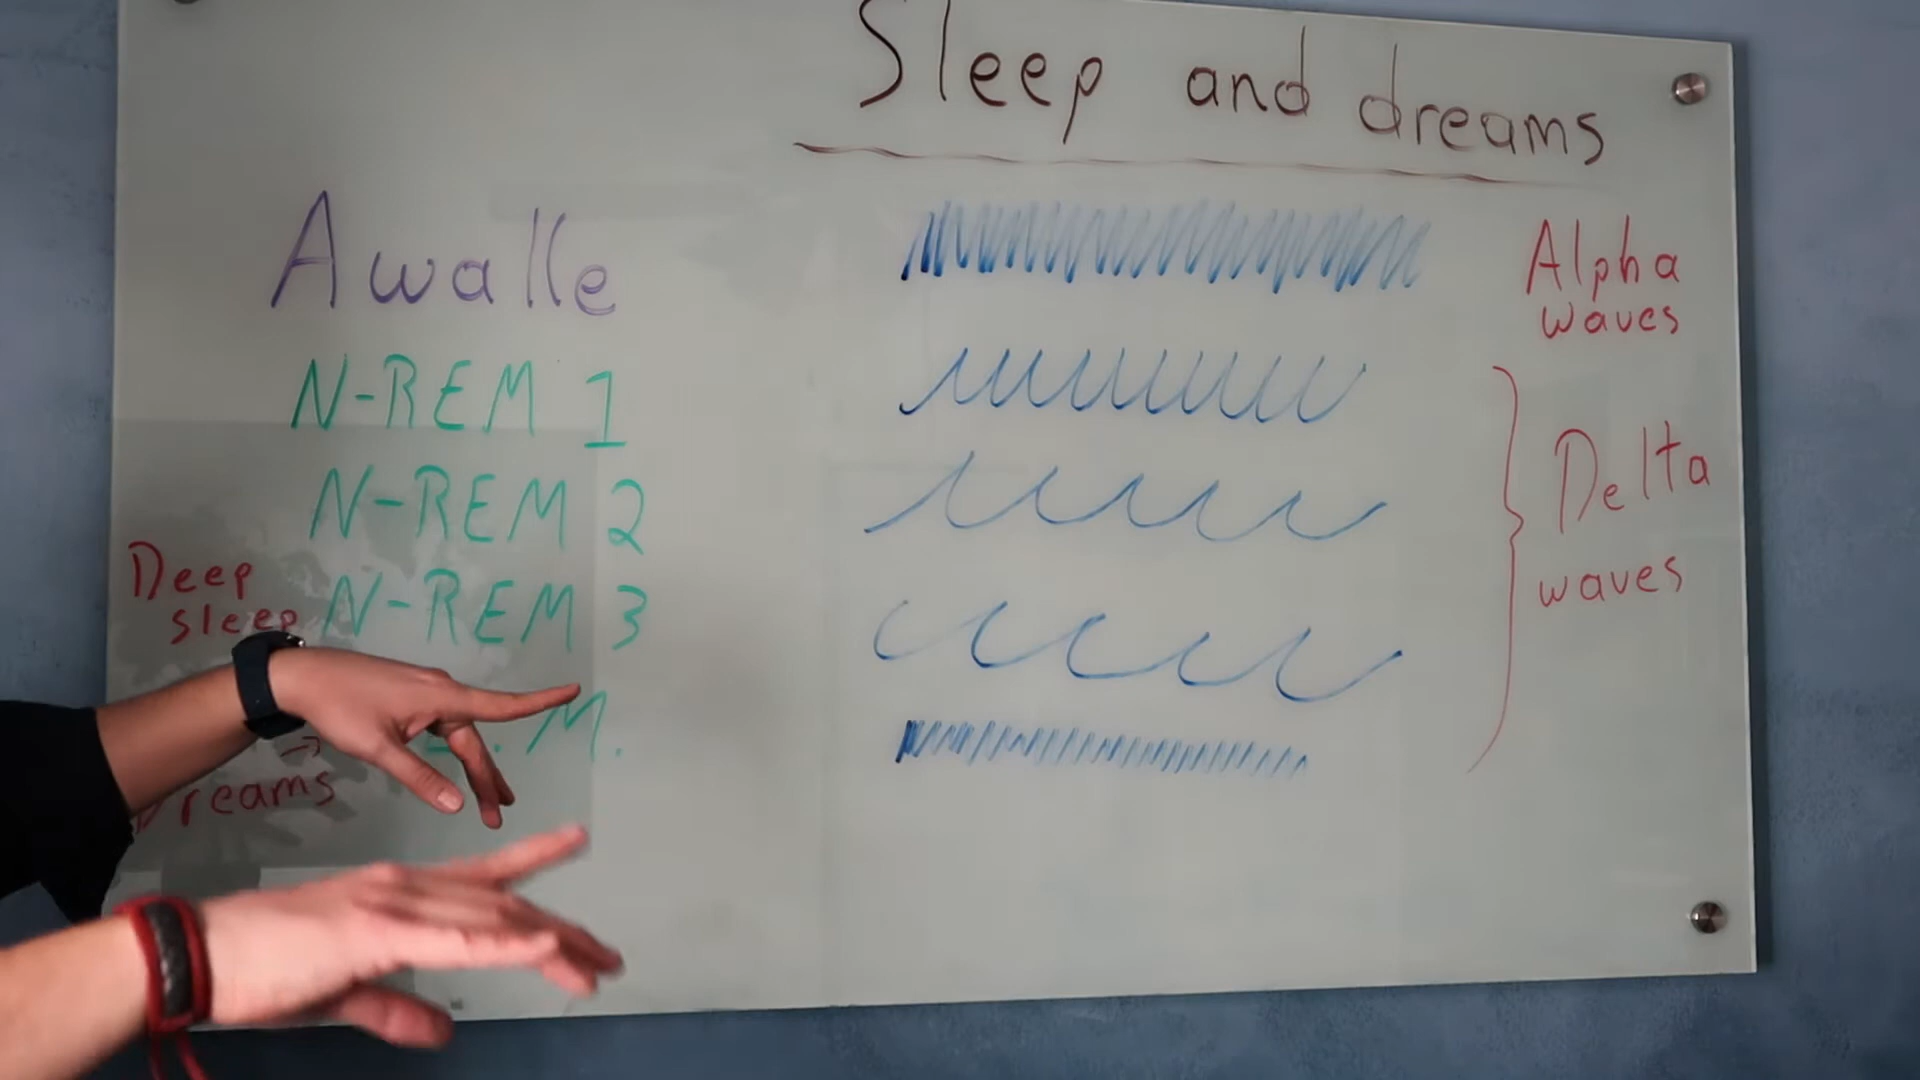 Sleep and dreams
Awake
Alpha
waves
N-REM 1
N-REM 2
Delta
waves
Deep
sleep
N-REM 3
M.
Dreams